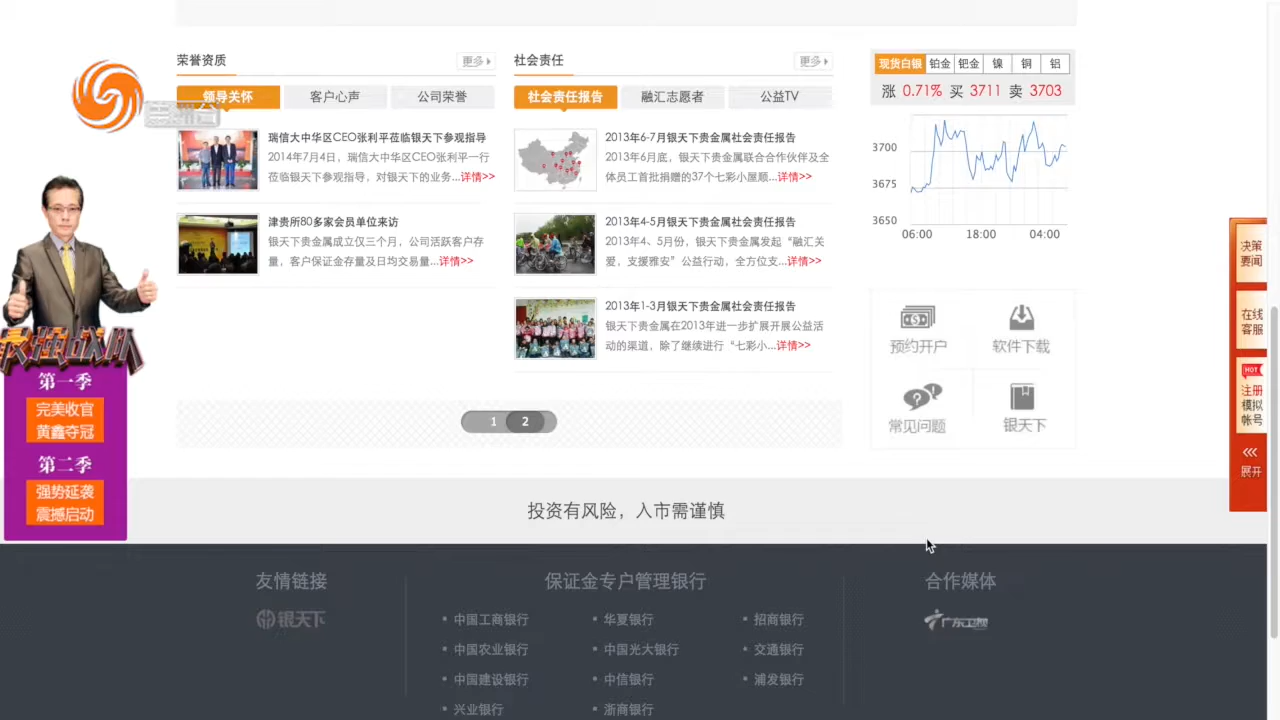 荣誉资质
更多
社会责任
更多
现货白银 铂金 钯金 镍 铜 铝
涨 0.71% 买 3711 卖 3703
领导关怀
客户心声
公司荣誉
社会责任报告
融汇志愿者
公益TV
瑞信大中华区CEO张利平莅临银天下参观指导
2014年7月4日，瑞信大中华区CEO张利平一行
莅临银天下参观指导，对银天下的业务...详情>>
津贵所80多家会员单位来访
银天下贵金属成立仅三个月，公司活跃客户存
量，客户保证金存量及日均交易量...详情>>
2013年6-7月银天下贵金属社会责任报告
2013年6月底，银天下贵金属联合合作伙伴及全
体员工首批捐赠的37个七彩小屋顺...详情>>
2013年4-5月银天下贵金属社会责任报告
2013年4、5月份，银天下贵金属发起“融汇关
爱，支援雅安”公益行动，全方位支...详情>>
2013年1-3月银天下贵金属社会责任报告
银天下贵金属在2013年进一步扩展开展公益活
动的渠道，除了继续进行“七彩小...详情>>
3700
3675
3650
06:00 18:00 04:00
预约开户
软件下载
常见问题
银天下
1 2
最强战队
第一季
完美收官
黄鑫夺冠
第二季
强势延袭
震撼启动
决策
要闻
在线
客服
HOT
注册
模拟
帐号
展开
投资有风险，入市需谨慎
友情链接
银天下
保证金专户管理银行
中国工商银行
华夏银行
招商银行
中国农业银行
中国光大银行
交通银行
中国建设银行
中信银行
浦发银行
兴业银行
浙商银行
合作媒体
广东卫视